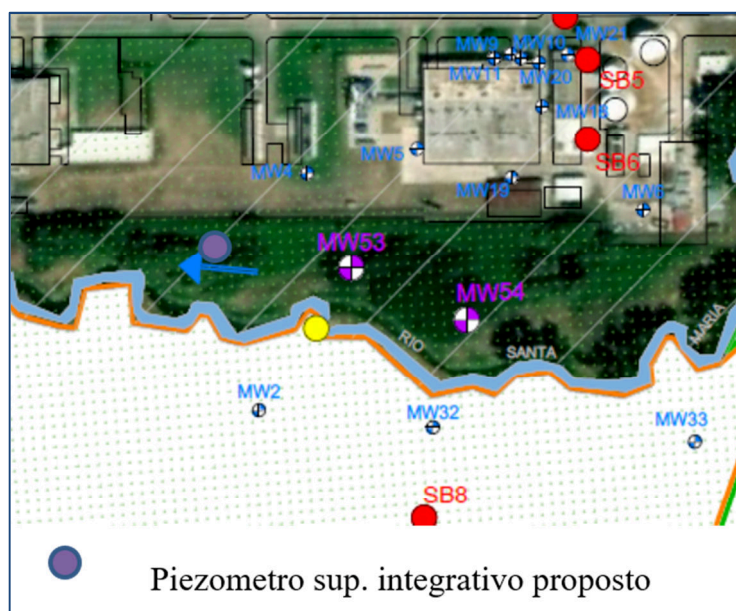 MW9 MW10 MW21
MW11 MW20 SB5
MW18
MW5 SB6
MW4 MW19 MW6
MW53
MW54
RIO SANTA MARIA
MW2 MW32 MW33
SB8
Piezometro sup. integrativo proposto